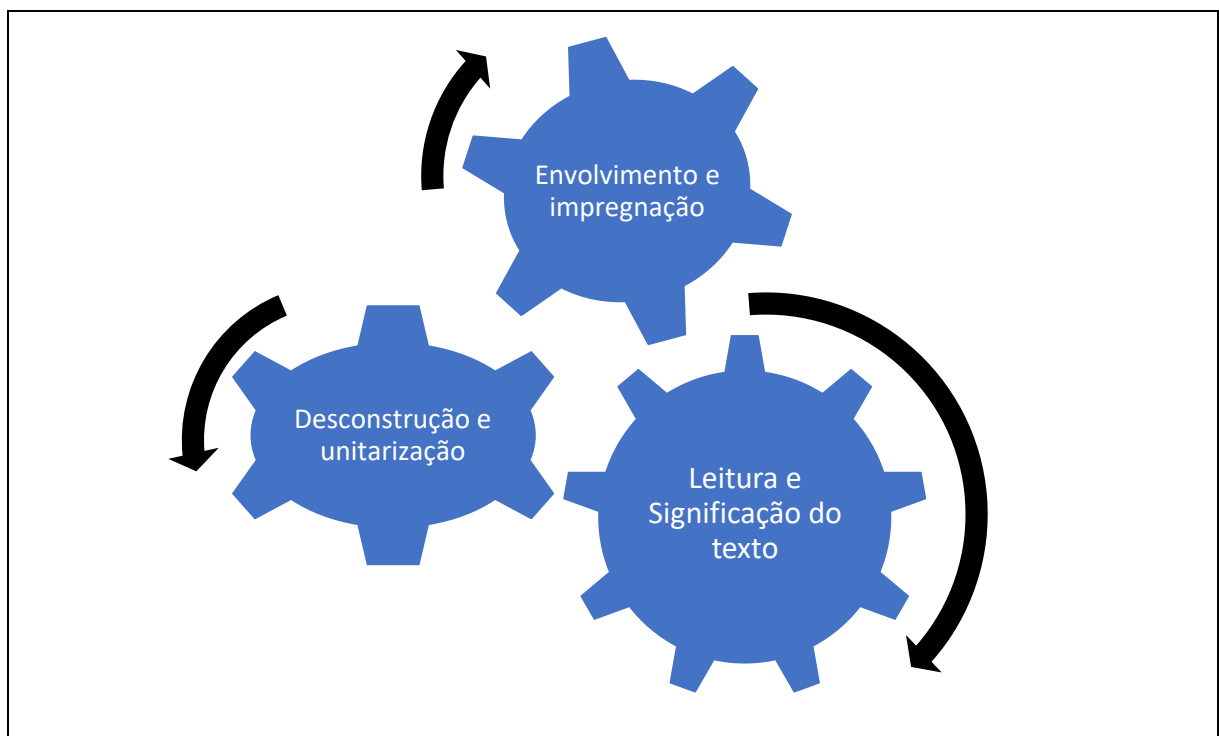 Envolvimento e
impregnação
Desconstrução e
unitarização
Leitura e
Significação do
texto